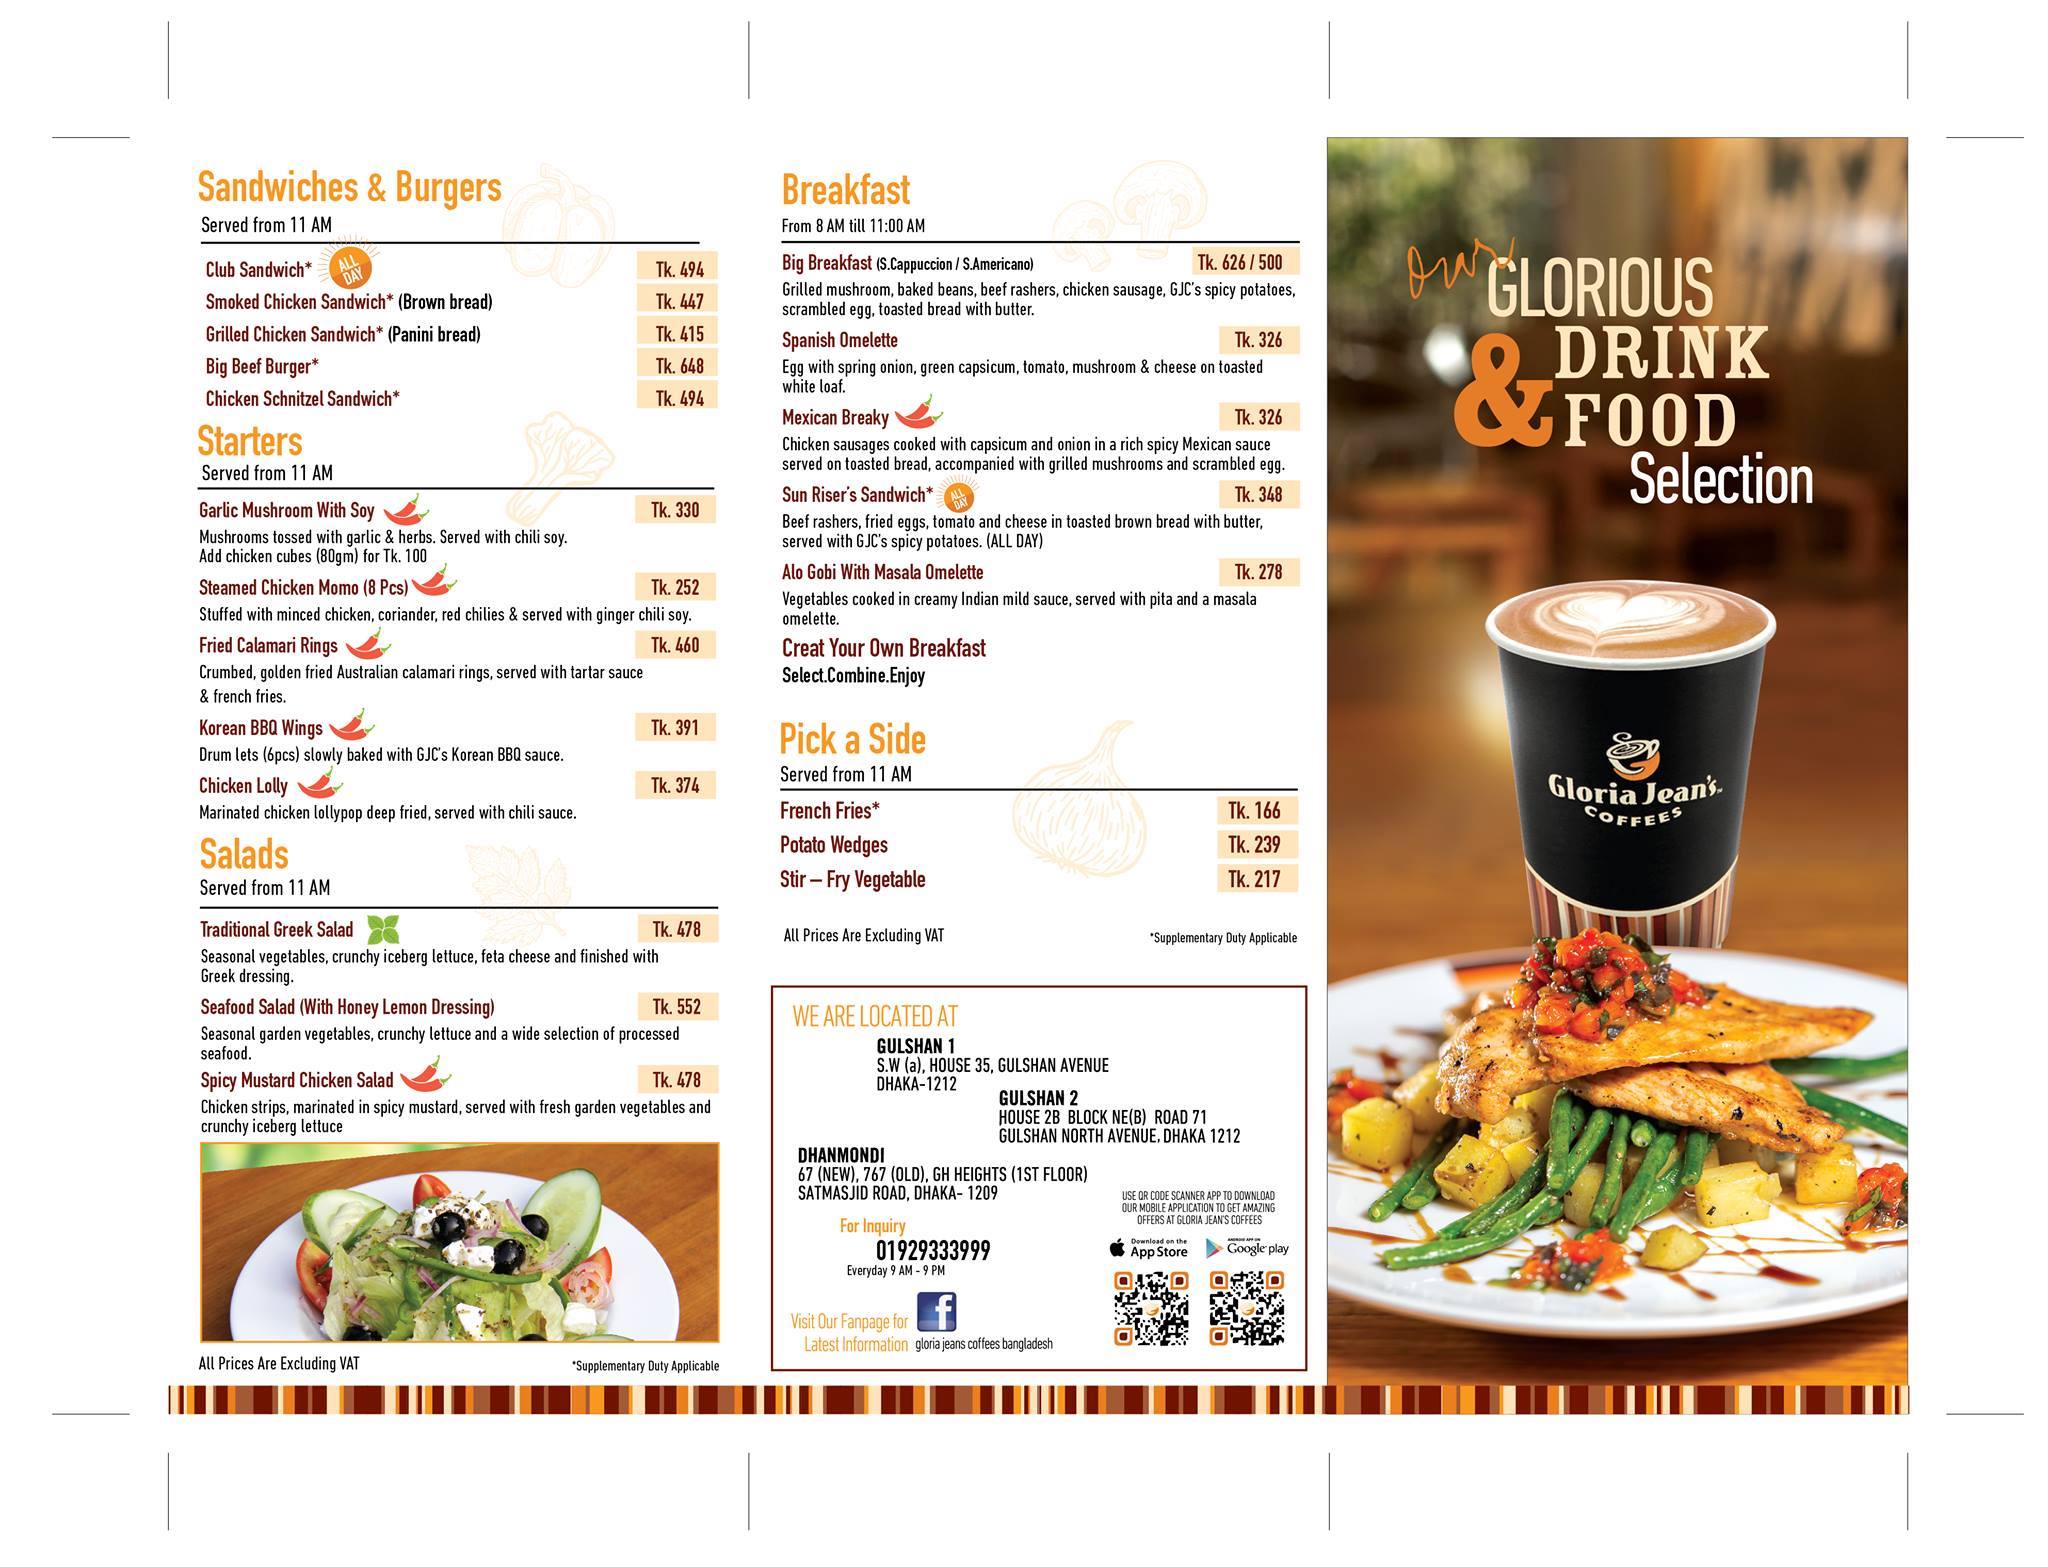 Sandwiches & Burgers
Served from 11 AM
Club Sandwich* ALL DAY Tk. 494
Smoked Chicken Sandwich* (Brown bread) Tk. 447
Grilled Chicken Sandwich* (Panini bread) Tk. 415
Big Beef Burger* Tk. 648
Chicken Schnitzel Sandwich* Tk. 494
Starters
Served from 11 AM
Garlic Mushroom With Soy Tk. 330
Mushrooms tossed with garlic & herbs. Served with chili soy.
Add chicken cubes (80gm) for Tk. 100
Steamed Chicken Momo (8 Pcs) Tk. 252
Stuffed with minced chicken, coriander, red chilies & served with ginger chili soy.
Fried Calamari Rings Tk. 460
Crumbed, golden fried Australian calamari rings, served with tartar sauce
& french fries.
Korean BBQ Wings Tk. 391
Drum lets (6pcs) slowly baked with GJC's Korean BBQ sauce.
Chicken Lolly Tk. 374
Marinated chicken lollypop deep fried, served with chili sauce.
Salads
Served from 11 AM
Traditional Greek Salad Tk. 478
Seasonal vegetables, crunchy iceberg lettuce, feta cheese and finished with
Greek dressing.
Seafood Salad (With Honey Lemon Dressing) Tk. 552
Seasonal garden vegetables, crunchy lettuce and a wide selection of processed
seafood.
Spicy Mustard Chicken Salad Tk. 478
Chicken strips, marinated in spicy mustard, served with fresh garden vegetables and
crunchy iceberg lettuce
All Prices Are Excluding VAT *Supplementary Duty Applicable
Breakfast
From 8 AM till 11:00 AM
Big Breakfast (S.Cappuccion / S.Americano) Tk. 626 / 500
Grilled mushroom, baked beans, beef rashers, chicken sausage, GJC's spicy potatoes,
scrambled egg, toasted bread with butter.
Spanish Omelette Tk. 326
Egg with spring onion, green capsicum, tomato, mushroom & cheese on toasted
white loaf.
Mexican Breaky Tk. 326
Chicken sausages cooked with capsicum and onion in a rich spicy Mexican sauce
served on toasted bread, accompanied with grilled mushrooms and scrambled egg.
Sun Riser's Sandwich* ALL DAY Tk. 348
Beef rashers, fried eggs, tomato and cheese in toasted brown bread with butter,
served with GJC's spicy potatoes. (ALL DAY)
Alo Gobi With Masala Omelette Tk. 278
Vegetables cooked in creamy Indian mild sauce, served with pita and a masala
omelette.
Creat Your Own Breakfast
Select.Combine.Enjoy
Pick a Side
Served from 11 AM
French Fries* Tk. 166
Potato Wedges Tk. 239
Stir – Fry Vegetable Tk. 217
All Prices Are Excluding VAT *Supplementary Duty Applicable
WE ARE LOCATED AT
GULSHAN 1
S.W (a), HOUSE 35, GULSHAN AVENUE
DHAKA-1212
GULSHAN 2
HOUSE 2B BLOCK NE(B) ROAD 71
GULSHAN NORTH AVENUE, DHAKA 1212
DHANMONDI
67 (NEW), 767 (OLD), GH HEIGHTS (1ST FLOOR)
SATMASJID ROAD, DHAKA- 1209
For Inquiry
01929333999
Everyday 9 AM - 9 PM
Visit Our Fanpage for
Latest Information
gloria jeans coffees bangladesh
USE QR CODE SCANNER APP TO DOWNLOAD
OUR MOBILE APPLICATION TO GET AMAZING
OFFERS AT GLORIA JEAN'S COFFEES
Download on the
App Store
ANDROID APP ON
Google play
Our
GLORIOUS
DRINK
& FOOD
Selection
Gloria Jean's
COFFEES